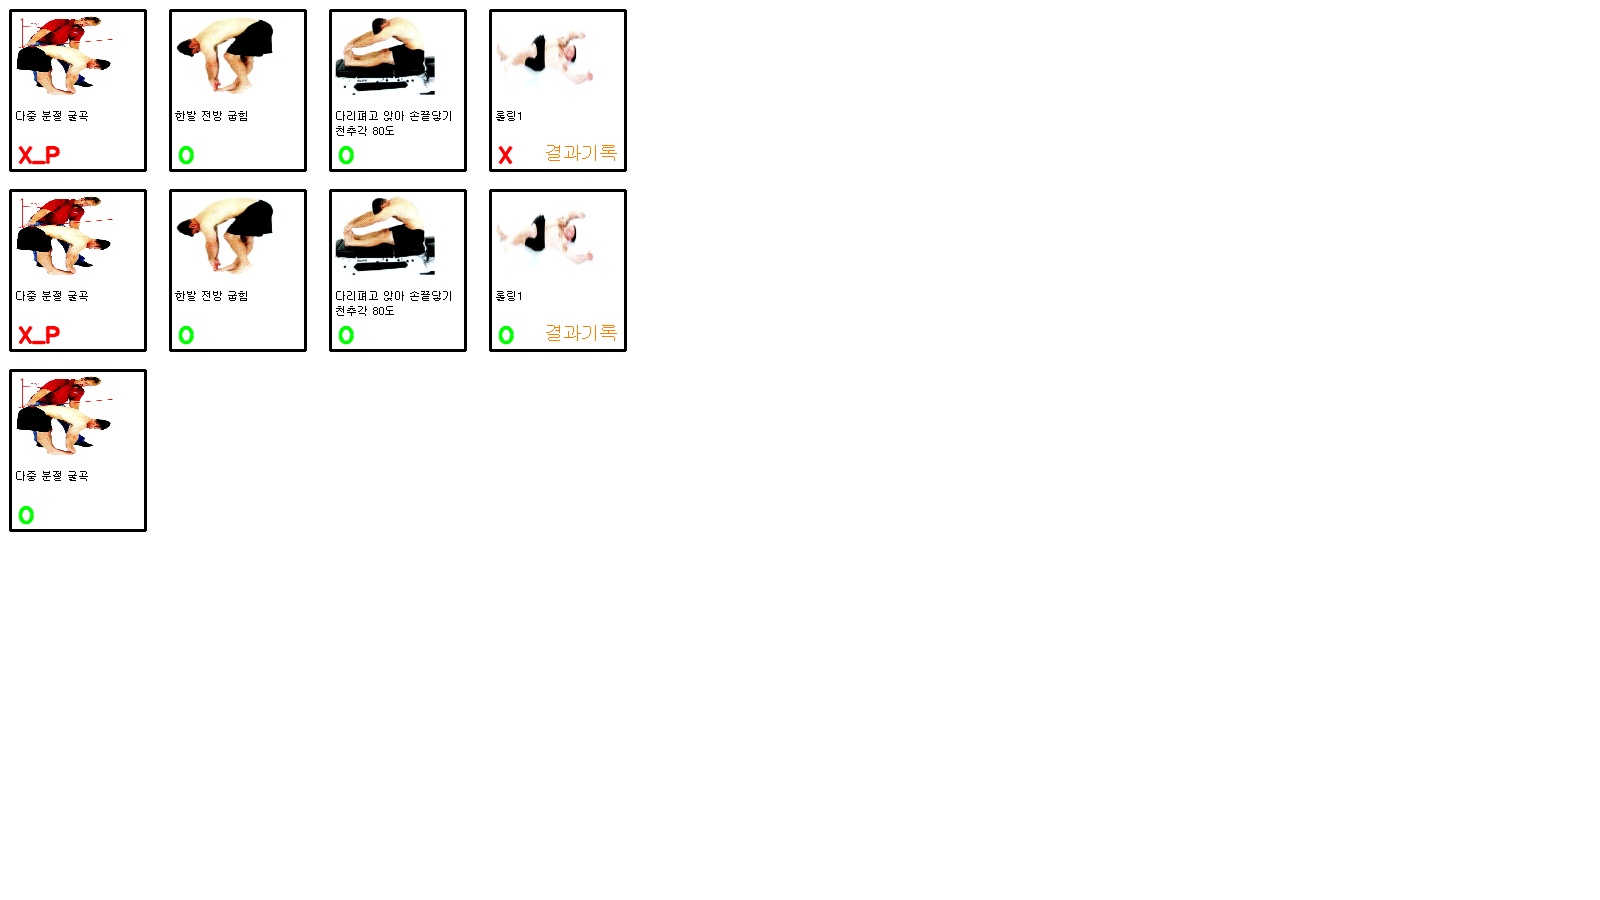 다중 분절 굴곡
X_P
한발 전방 굽힘
O
다리펴고 앉아 손끝닿기
천추각 80도
O
롤링1
X 결과기록
다중 분절 굴곡
X_P
한발 전방 굽힘
O
다리펴고 앉아 손끝닿기
천추각 80도
O
롤링1
O 결과기록
다중 분절 굴곡
O